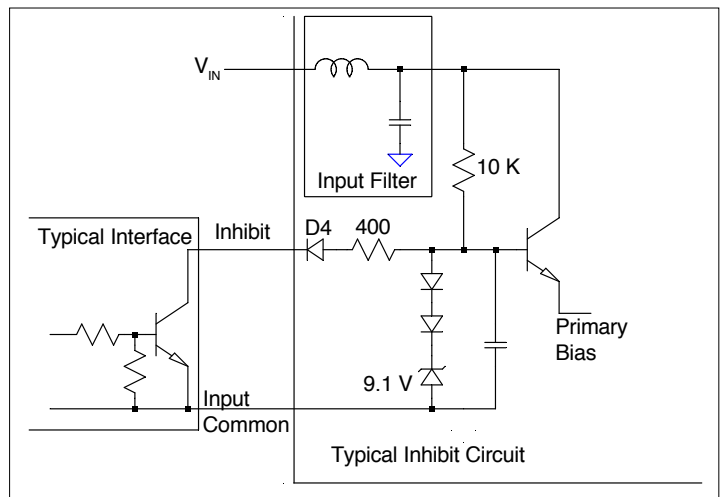 V_IN
10 K
Input Filter
Typical Interface
Inhibit
D4
400
Primary
Bias
9.1 V
Input
Common
Typical Inhibit Circuit